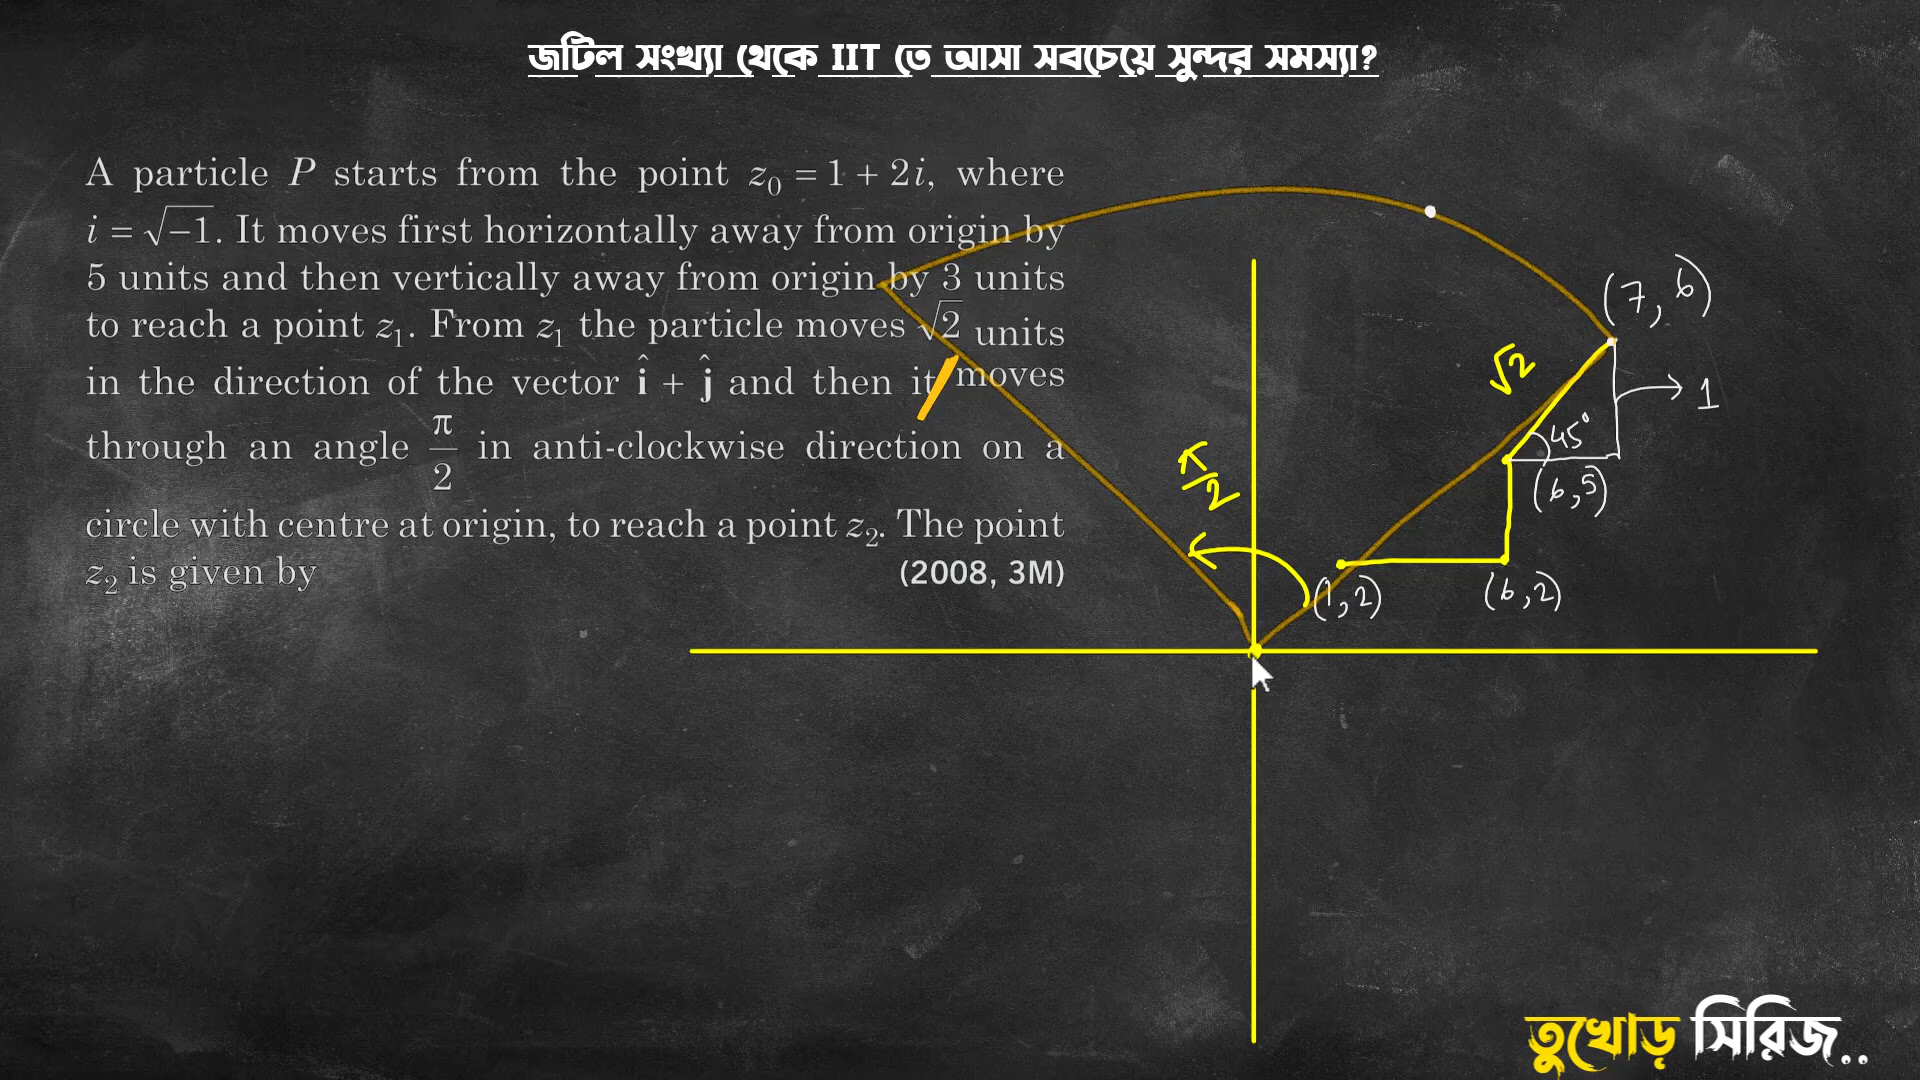 জটিল সংখ্যা থেকে IIT তে আসা সবচেয়ে সুন্দর সমস্যা?
A particle P starts from the point z₀ = 1 + 2i, where
i = √−1. It moves first horizontally away from origin by
5 units and then vertically away from origin by 3 units
to reach a point z₁. From z₁ the particle moves √2 units
in the direction of the vector î + ĵ and then it moves
through an angle π/2 in anti-clockwise direction on a
circle with centre at origin, to reach a point z₂. The point
z₂ is given by (2008, 3M)
(7, 6)
√2
1
45°
π/2
(6,5)
(1,2)
(6,2)
তুখোড় সিরিজ..